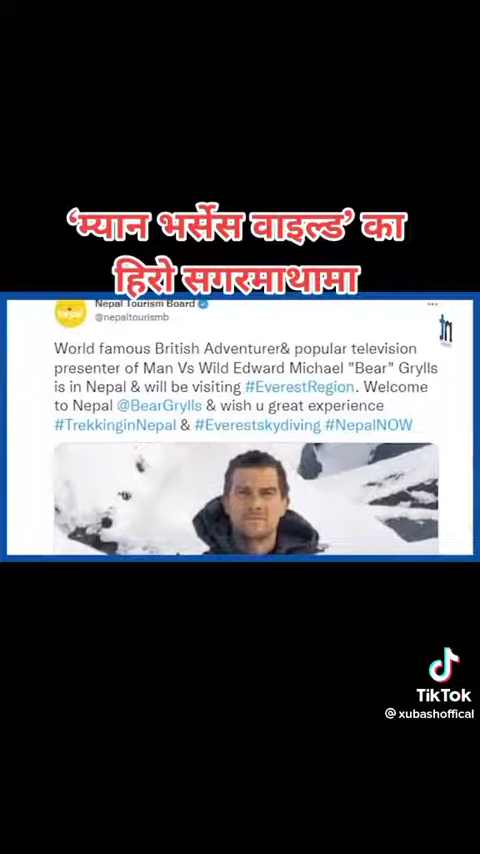 ‘म्यान भर्सेस वाइल्ड’ का
हिरो सगरमाथामा
Nepal Tourism Board
@nepaltourismb
World famous British Adventurer& popular television
presenter of Man Vs Wild Edward Michael "Bear" Grylls
is in Nepal & will be visiting #EverestRegion. Welcome
to Nepal @BearGrylls & wish u great experience
#TrekkinginNepal & #Everestskydiving #NepalNOW
TikTok
@xubashoffical